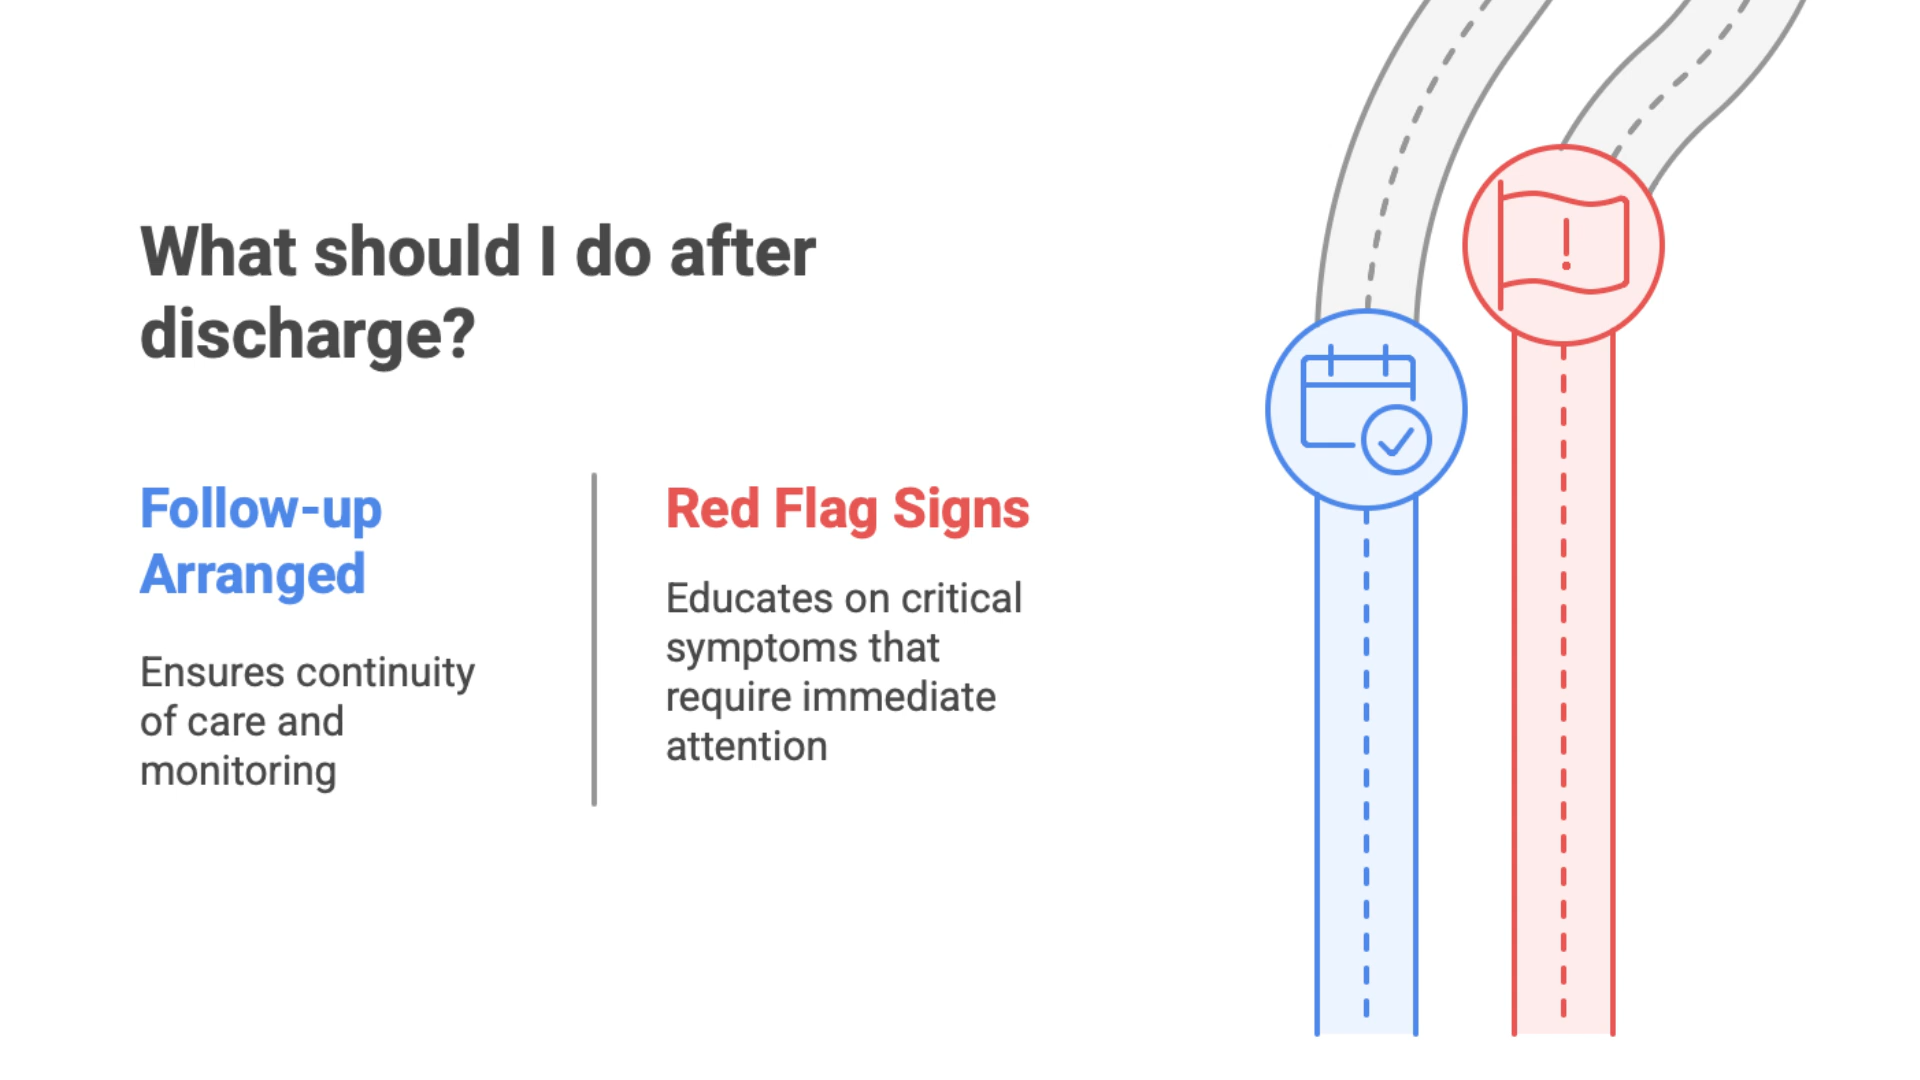 What should I do after
discharge?
Follow-up
Arranged
Ensures continuity
of care and
monitoring
Red Flag Signs
Educates on critical
symptoms that
require immediate
attention